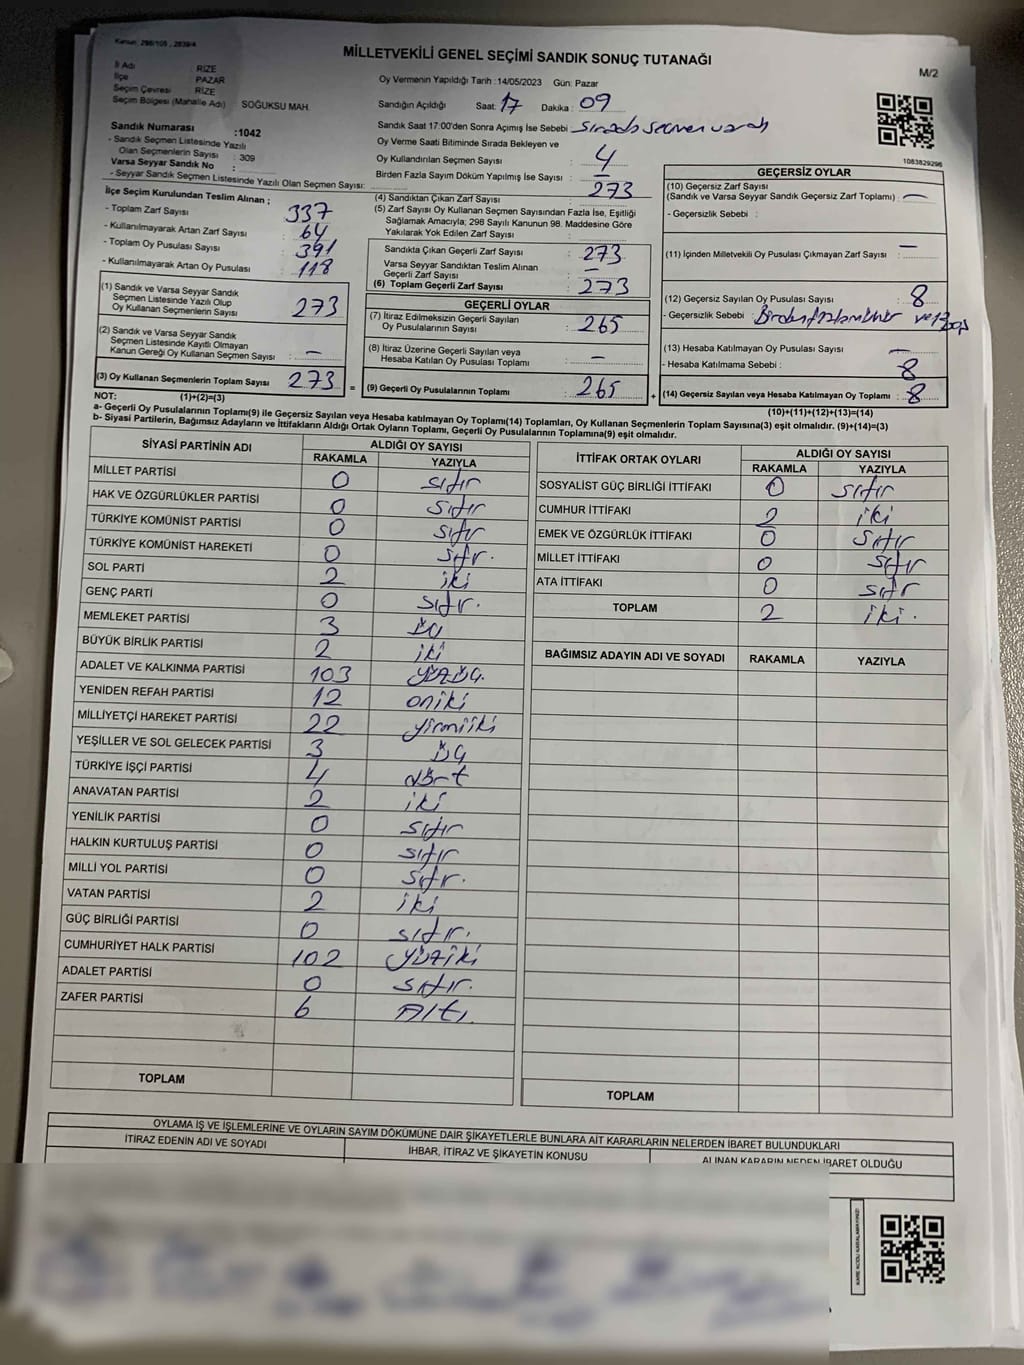 Kanun: 298/105 , 2839/4
MİLLETVEKİLİ GENEL SEÇİMİ SANDIK SONUÇ TUTANAĞI
M/2
İl Adı RİZE
İlçe PAZAR
Seçim Çevresi RİZE
Seçim Bölgesi (Mahalle Adı) SOĞUKSU MAH.
Oy Vermenin Yapıldığı Tarih :14/05/2023 Gün: Pazar
Sandığın Açıldığı Saat: 17 Dakika : 09
Sandık Saat 17:00'den Sonra Açımış İse Sebebi : Sırada seçmen vardı
Oy Verme Saati Bitiminde Sırada Bekleyen ve
Oy Kullandırılan Seçmen Sayısı : 4
Birden Fazla Sayım Döküm Yapılmış İse Sayısı :
Sandık Numarası :1042
- Sandık Seçmen Listesinde Yazılı
Olan Seçmenlerin Sayısı : 309
Varsa Seyyar Sandık No :
- Seyyar Sandık Seçmen Listesinde Yazılı Olan Seçmen Sayısı:
1083829296
İlçe Seçim Kurulundan Teslim Alınan ;
- Toplam Zarf Sayısı : 337
- Kullanılmayarak Artan Zarf Sayısı : 64
- Toplam Oy Pusulası Sayısı : 391
- Kullanılmayarak Artan Oy Pusulası : 118
(1) Sandık ve Varsa Seyyar Sandık
Seçmen Listesinde Yazılı Olup
Oy Kullanan Seçmenlerin Sayısı : 273
(2) Sandık ve Varsa Seyyar Sandık
Seçmen Listesinde Kayıtlı Olmayan
Kanun Gereği Oy Kullanan Seçmen Sayısı : –
(3) Oy Kullanan Seçmenlerin Toplam Sayısı : 273 =
(4) Sandıktan Çıkan Zarf Sayısı : 273
(5) Zarf Sayısı Oy Kullanan Seçmen Sayısından Fazla İse, Eşitliği
Sağlamak Amacıyla; 298 Sayılı Kanunun 98. Maddesine Göre
Yakılarak Yok Edilen Zarf Sayısı :
Sandıkta Çıkan Geçerli Zarf Sayısı : 273
Varsa Seyyar Sandıktan Teslim Alınan
Geçerli Zarf Sayısı : –
(6) Toplam Geçerli Zarf Sayısı : 273
GEÇERLİ OYLAR
(7) İtiraz Edilmeksizin Geçerli Sayılan
Oy Pusulalarının Sayısı : 265
(8) İtiraz Üzerine Geçerli Sayılan veya
Hesaba Katılan Oy Pusulası Toplamı : –
(9) Geçerli Oy Pusulalarının Toplamı : 265 +
GEÇERSİZ OYLAR
(10) Geçersiz Zarf Sayısı
(Sandık ve Varsa Seyyar Sandık Geçersiz Zarf Toplamı) : –
- Geçersizlik Sebebi :
(11) İçinden Milletvekili Oy Pusulası Çıkmayan Zarf Sayısı : –
(12) Geçersiz Sayılan Oy Pusulası Sayısı : 8
- Geçersizlik Sebebi :
(13) Hesaba Katılmayan Oy Pusulası Sayısı : –
- Hesaba Katılmama Sebebi : 8
(14) Geçersiz Sayılan veya Hesaba Katılmayan Oy Toplamı : 8
NOT: (1)+(2)=(3)
(10)+(11)+(12)+(13)=(14)
a- Geçerli Oy Pusulalarının Toplamı(9) ile Geçersiz Sayılan veya Hesaba katılmayan Oy Toplamı(14) Toplamları, Oy Kullanan Seçmenlerin Toplam Sayısına(3) eşit olmalıdır. (9)+(14)=(3)
b- Siyasi Partilerin, Bağımsız Adayların ve İttifakların Aldığı Ortak Oyların Toplamı, Geçerli Oy Pusulalarının Toplamına(9) eşit olmalıdır.
SİYASİ PARTİNİN ADI ALDIĞI OY SAYISI
RAKAMLA YAZIYLA
MİLLET PARTİSİ 0 sıfır
HAK VE ÖZGÜRLÜKLER PARTİSİ 0 sıfır
TÜRKİYE KOMÜNİST PARTİSİ 0 sıfır
TÜRKİYE KOMÜNİST HAREKETİ 0 sıfır.
SOL PARTİ 2 iki
GENÇ PARTİ 0 sıfır.
MEMLEKET PARTİSİ 3 üç
BÜYÜK BİRLİK PARTİSİ 2 iki
ADALET VE KALKINMA PARTİSİ 103 yüzüç.
YENİDEN REFAH PARTİSİ 12 oniki
MİLLİYETÇİ HAREKET PARTİSİ 22 yirmiiki
YEŞİLLER VE SOL GELECEK PARTİSİ 3 üç
TÜRKİYE İŞÇİ PARTİSİ 4 dört
ANAVATAN PARTİSİ 2 iki
YENİLİK PARTİSİ 0 sıfır
HALKIN KURTULUŞ PARTİSİ 0 sıfır
MİLLİ YOL PARTİSİ 0 sıfır.
VATAN PARTİSİ 2 iki
GÜÇ BİRLİĞİ PARTİSİ 0 sıfır.
CUMHURİYET HALK PARTİSİ 102 yüziki
ADALET PARTİSİ 0 sıfır.
ZAFER PARTİSİ 6 Altı
TOPLAM
İTTİFAK ORTAK OYLARI ALDIĞI OY SAYISI
RAKAMLA YAZIYLA
SOSYALİST GÜÇ BİRLİĞİ İTTİFAKI 0 sıfır
CUMHUR İTTİFAKI 2 iki
EMEK VE ÖZGÜRLÜK İTTİFAKI 0 sıfır
MİLLET İTTİFAKI 0 sıfır
ATA İTTİFAKI 0 sıfır
TOPLAM 2 iki.
BAĞIMSIZ ADAYIN ADI VE SOYADI RAKAMLA YAZIYLA
TOPLAM
OYLAMA İŞ VE İŞLEMLERİNE VE OYLARIN SAYIM DÖKÜMÜNE DAİR ŞİKAYETLERLE BUNLARA AİT KARARLARIN NELERDEN İBARET BULUNDUKLARI
İTİRAZ EDENİN ADI VE SOYADI İHBAR, İTİRAZ VE ŞİKAYETİN KONUSU ALINAN KARARIN NEDEN İBARET OLDUĞU
KARE KODU KARALAMAYINIZ!